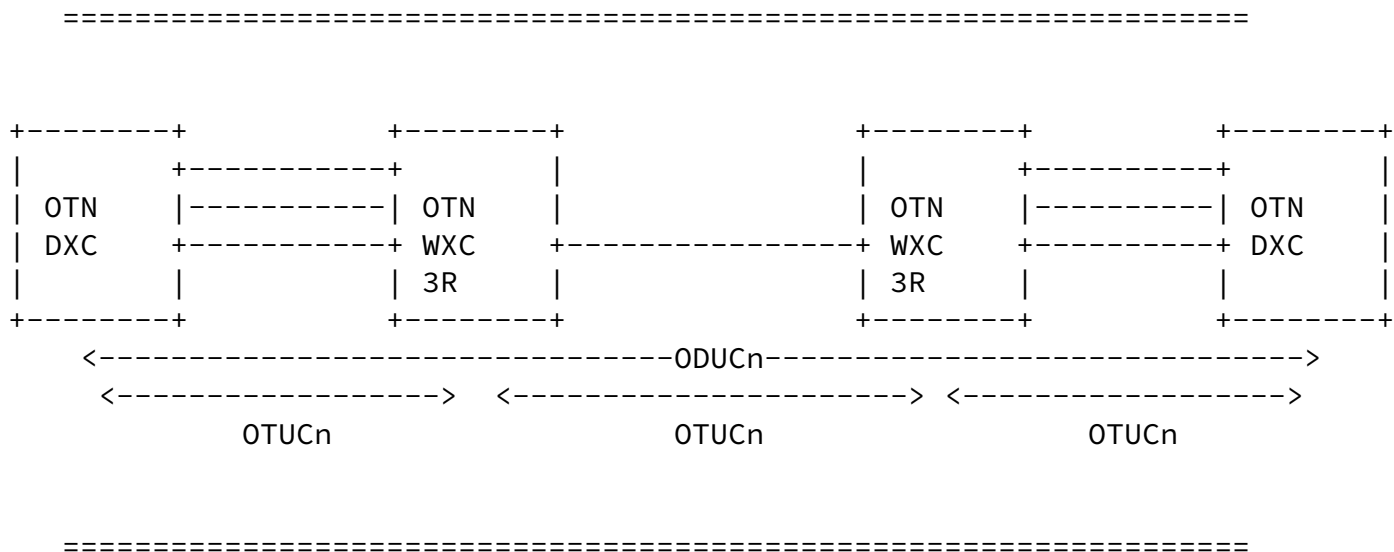 ==================================================================
+--------+            +--------+                  +--------+            +--------+
|        +-----------+        |                  |        +----------+        |
| OTN    |-----------| OTN    |                  | OTN    |----------| OTN    |
| DXC    +-----------+ WXC    +----------------+ WXC    +----------+ DXC    |
|        |           | 3R     |                  | 3R     |          |        |
+--------+            +--------+                  +--------+            +--------+
<--------------------------------ODUCn------------------------------>
<------------------> <-----------------------> <------------------>
OTUCn OTUCn OTUCn
==================================================================